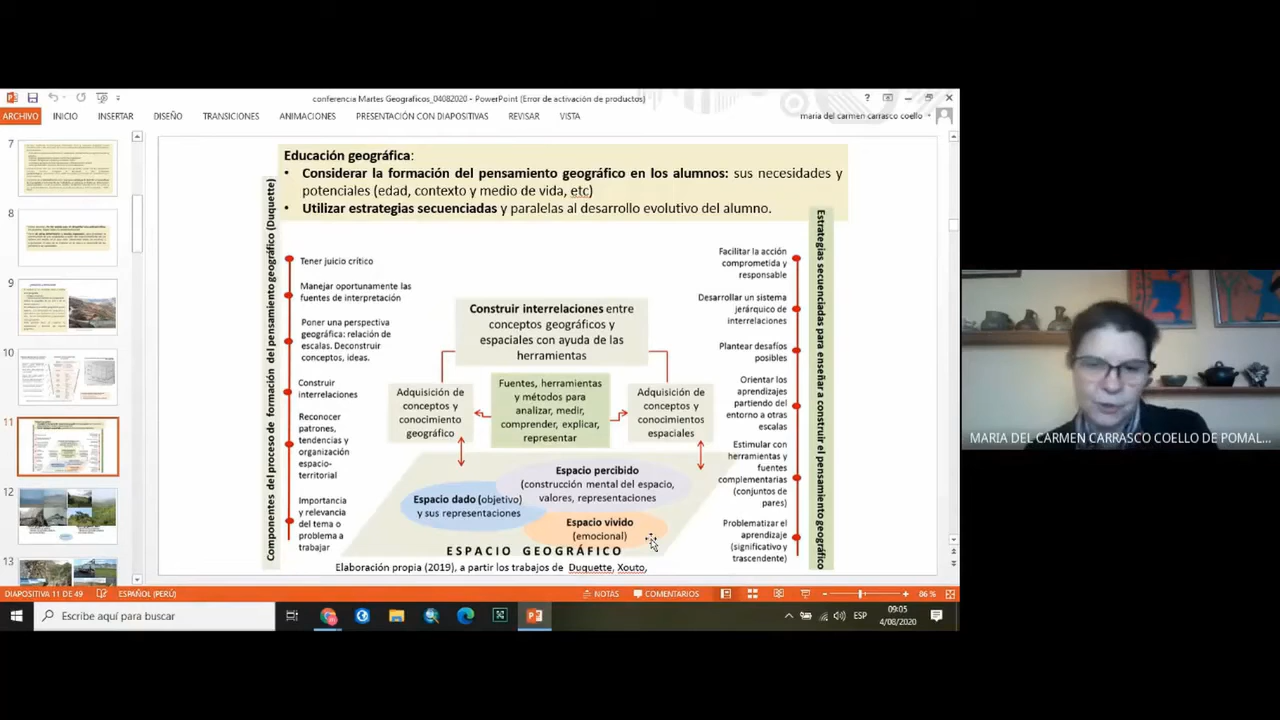 conferencia Martes Geograficos_04082020 - PowerPoint (Error de activación de productos)
ARCHIVO INICIO INSERTAR DISEÑO TRANSICIONES ANIMACIONES PRESENTACIÓN CON DIAPOSITIVAS REVISAR VISTA
maria del carmen carrasco coello
7
8
9
10
11
12
13
Educación geográfica:
• Considerar la formación del pensamiento geográfico en los alumnos: sus necesidades y
potenciales (edad, contexto y medio de vida, etc)
• Utilizar estrategias secuenciadas y paralelas al desarrollo evolutivo del alumno.
Componentes del proceso de formación del pensamiento geográfico (Duquette)
Tener juicio crítico
Manejar oportunamente las
fuentes de interpretación
Poner una perspectiva
geográfica: relación de
escalas. Deconstruir
conceptos, ideas.
Construir
interrelaciones
Reconocer
patrones,
tendencias y
organización
espacio-
territorial
Importancia
y relevancia
del tema o
problema a
trabajar
Construir interrelaciones entre
conceptos geográficos y
espaciales con ayuda de las
herramientas
Adquisición de
conceptos y
conocimiento
geográfico
Fuentes, herramientas
y métodos para
analizar, medir,
comprender, explicar,
representar
Adquisición de
conceptos y
conocimientos
espaciales
Espacio percibido
(construcción mental del espacio,
valores, representaciones
Espacio dado (objetivo)
y sus representaciones
Espacio vivido
(emocional)
ESPACIO GEOGRÁFICO
Elaboración propia (2019), a partir los trabajos de Duquette, Xouto,
Facilitar la acción
comprometida y
responsable
Desarrollar un sistema
jerárquico de
interrelaciones
Plantear desafíos
posibles
Orientar los
aprendizajes
partiendo del
entorno a otras
escalas
Estimular con
herramientas y
fuentes
complementarias
(conjuntos de
pares)
Problematizar el
aprendizaje
(significativo y
trascendente)
Estrategias secuenciadas para enseñar a construir el pensamiento geográfico
MARIA DEL CARMEN CARRASCO COELLO DE POMAL...
DIAPOSITIVA 11 DE 49 ESPAÑOL (PERÚ) NOTAS COMENTARIOS 86 %
Escribe aquí para buscar
ESP
09:05
4/08/2020